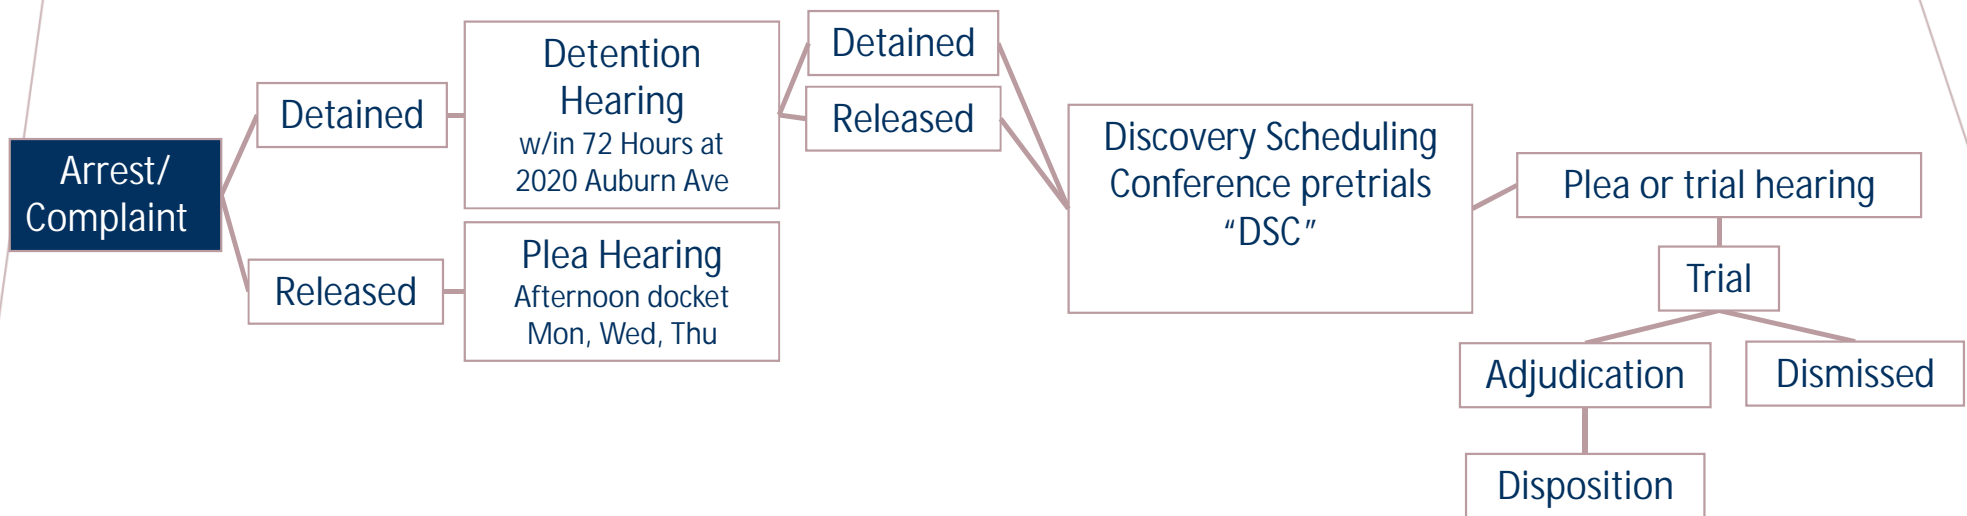 Arrest/
Complaint
Detained
Released
Detention
Hearing
w/in 72 Hours at
2020 Auburn Ave
Plea Hearing
Afternoon docket
Mon, Wed, Thu
Detained
Released
Discovery Scheduling
Conference pretrials
“DSC”
Plea or trial hearing
Trial
Adjudication
Dismissed
Disposition